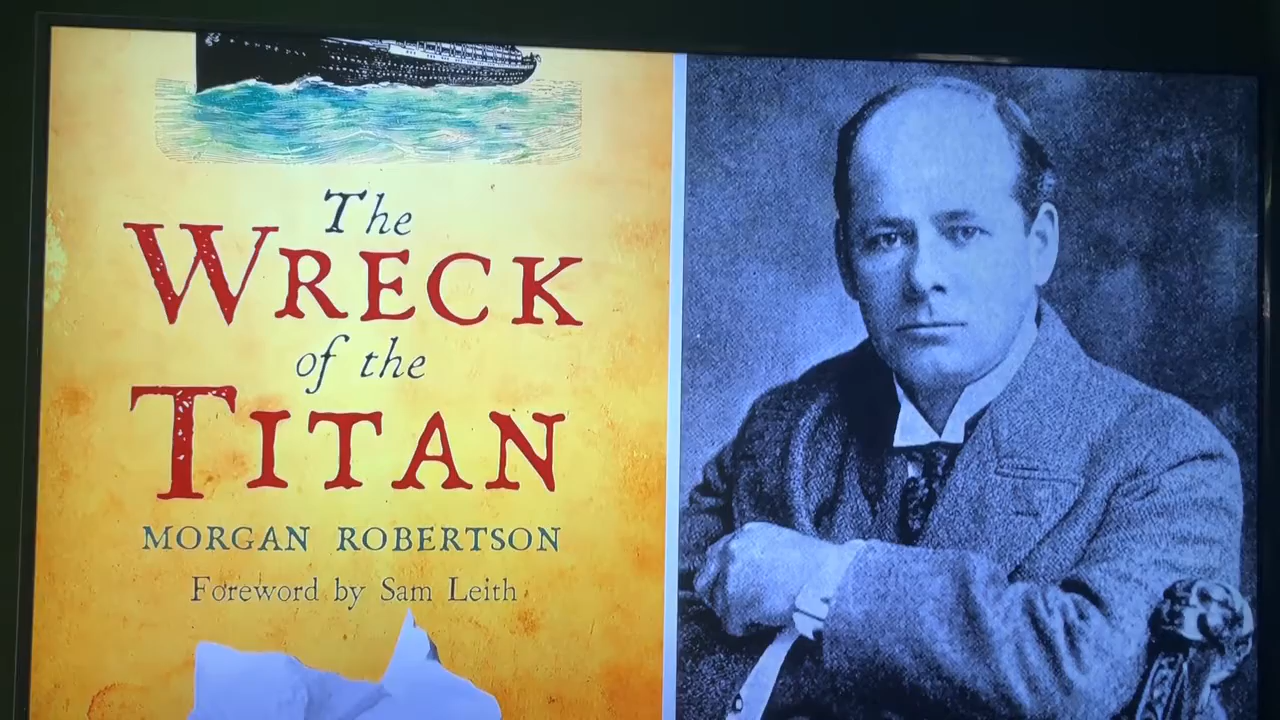 The
WRECK
of the
TITAN
MORGAN ROBERTSON
Foreword by Sam Leith